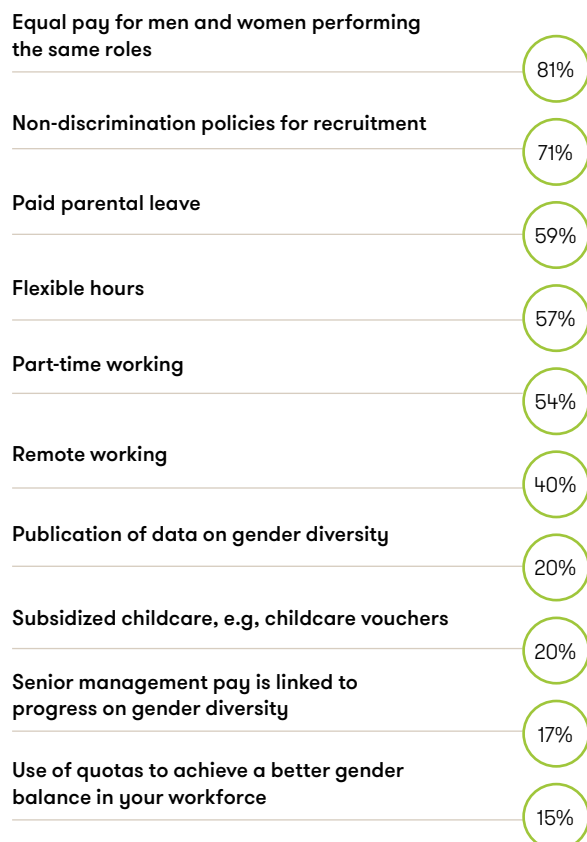 Equal pay for men and women performing
the same roles
81%
Non-discrimination policies for recruitment
71%
Paid parental leave
59%
Flexible hours
57%
Part-time working
54%
Remote working
40%
Publication of data on gender diversity
20%
Subsidized childcare, e.g, childcare vouchers
20%
Senior management pay is linked to
progress on gender diversity
17%
Use of quotas to achieve a better gender
balance in your workforce
15%